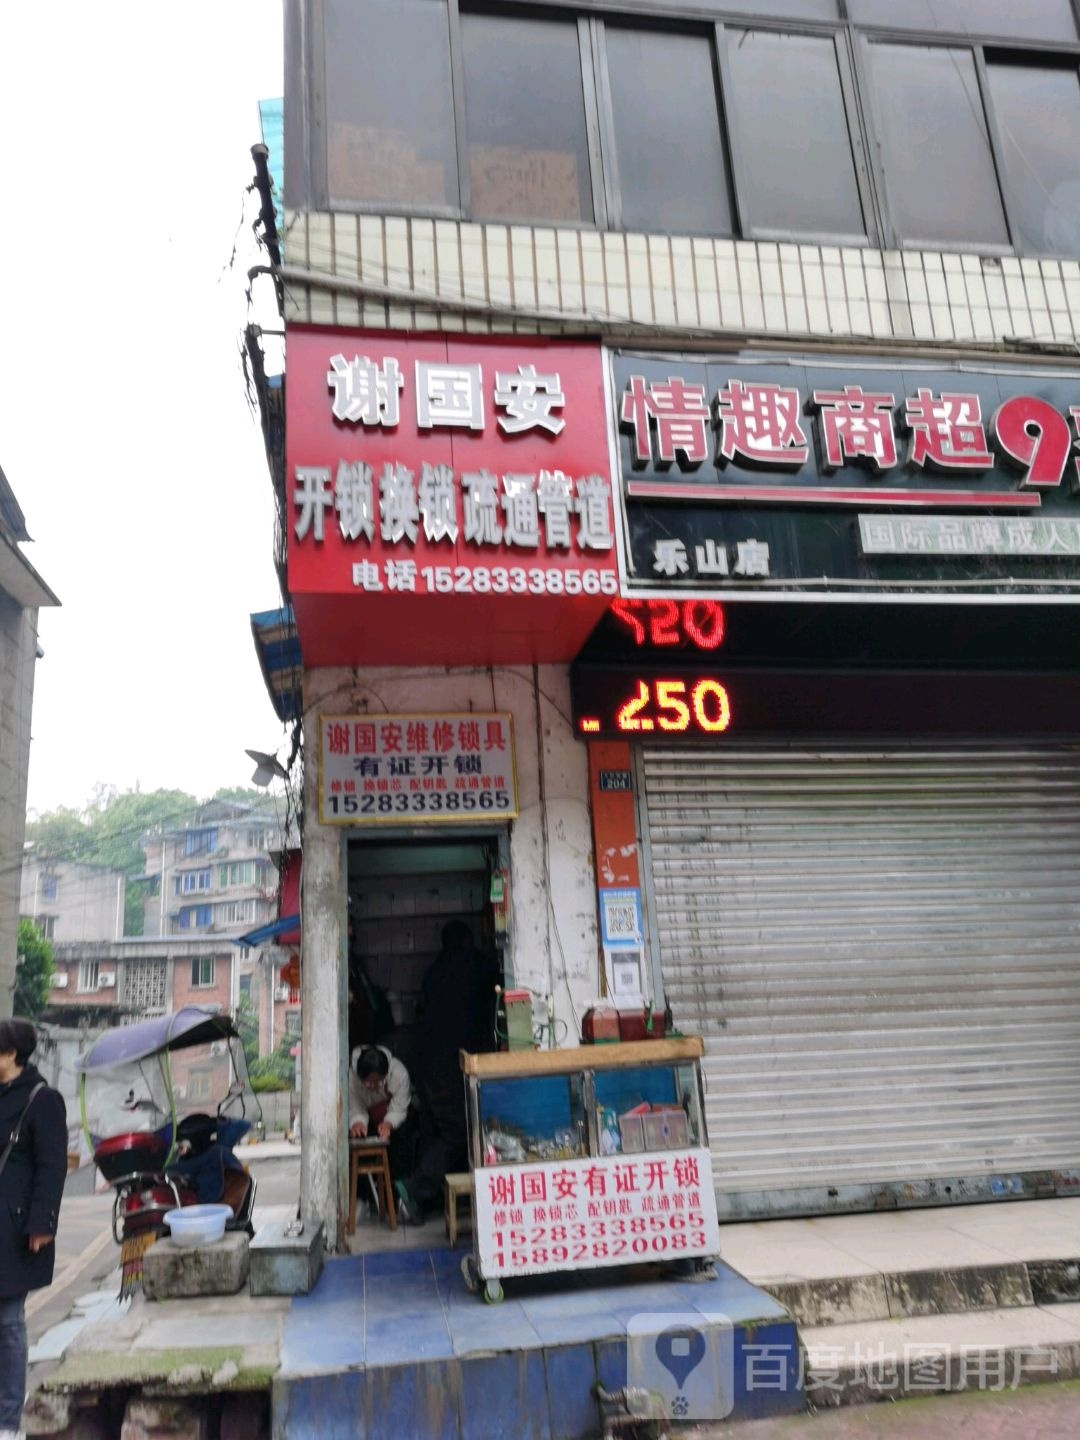 谢国安
开锁换锁疏通管道
电话15283338565
情趣商超9
国际品牌成人
乐山店
520
250
谢国安维修锁具
有证开锁
修锁 换锁芯 配钥匙 疏通管道
15283338565
204
谢国安有证开锁
修锁 换锁芯 配钥匙 疏通管道
15283338565
15892820083
百度地图用户